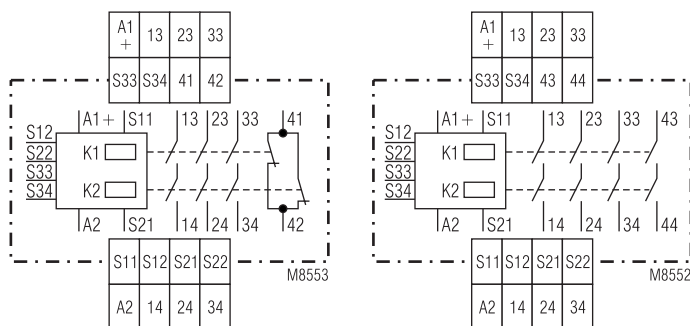 A1 + 13 23 33
S33 S34 41 42
A1+ S11 13 23 33 41
S12
S22
S33
S34
K1
K2
A2 S21 14 24 34 42
M8553
S11 S12 S21 S22
A2 14 24 34
A1 + 13 23 33
S33 S34 43 44
A1+ S11 13 23 33 43
S12
S22
S33
S34
K1
K2
A2 S21 14 24 34 44
M8552
S11 S12 S21 S22
A2 14 24 34